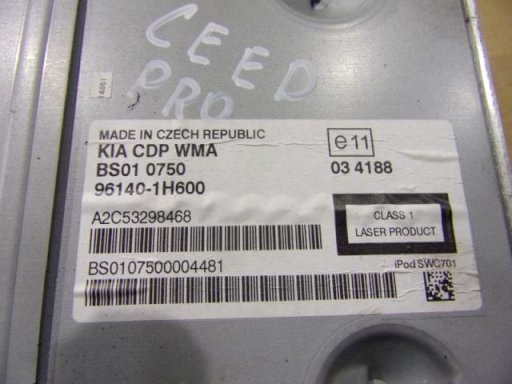 CEED
PRO
14051
MADE IN CZECH REPUBLIC
KIA CDP WMA
BS01 0750
96140-1H600
e11
03 4188
A2C53298468
CLASS 1
LASER PRODUCT
BS0107500004481
iPod SWC701